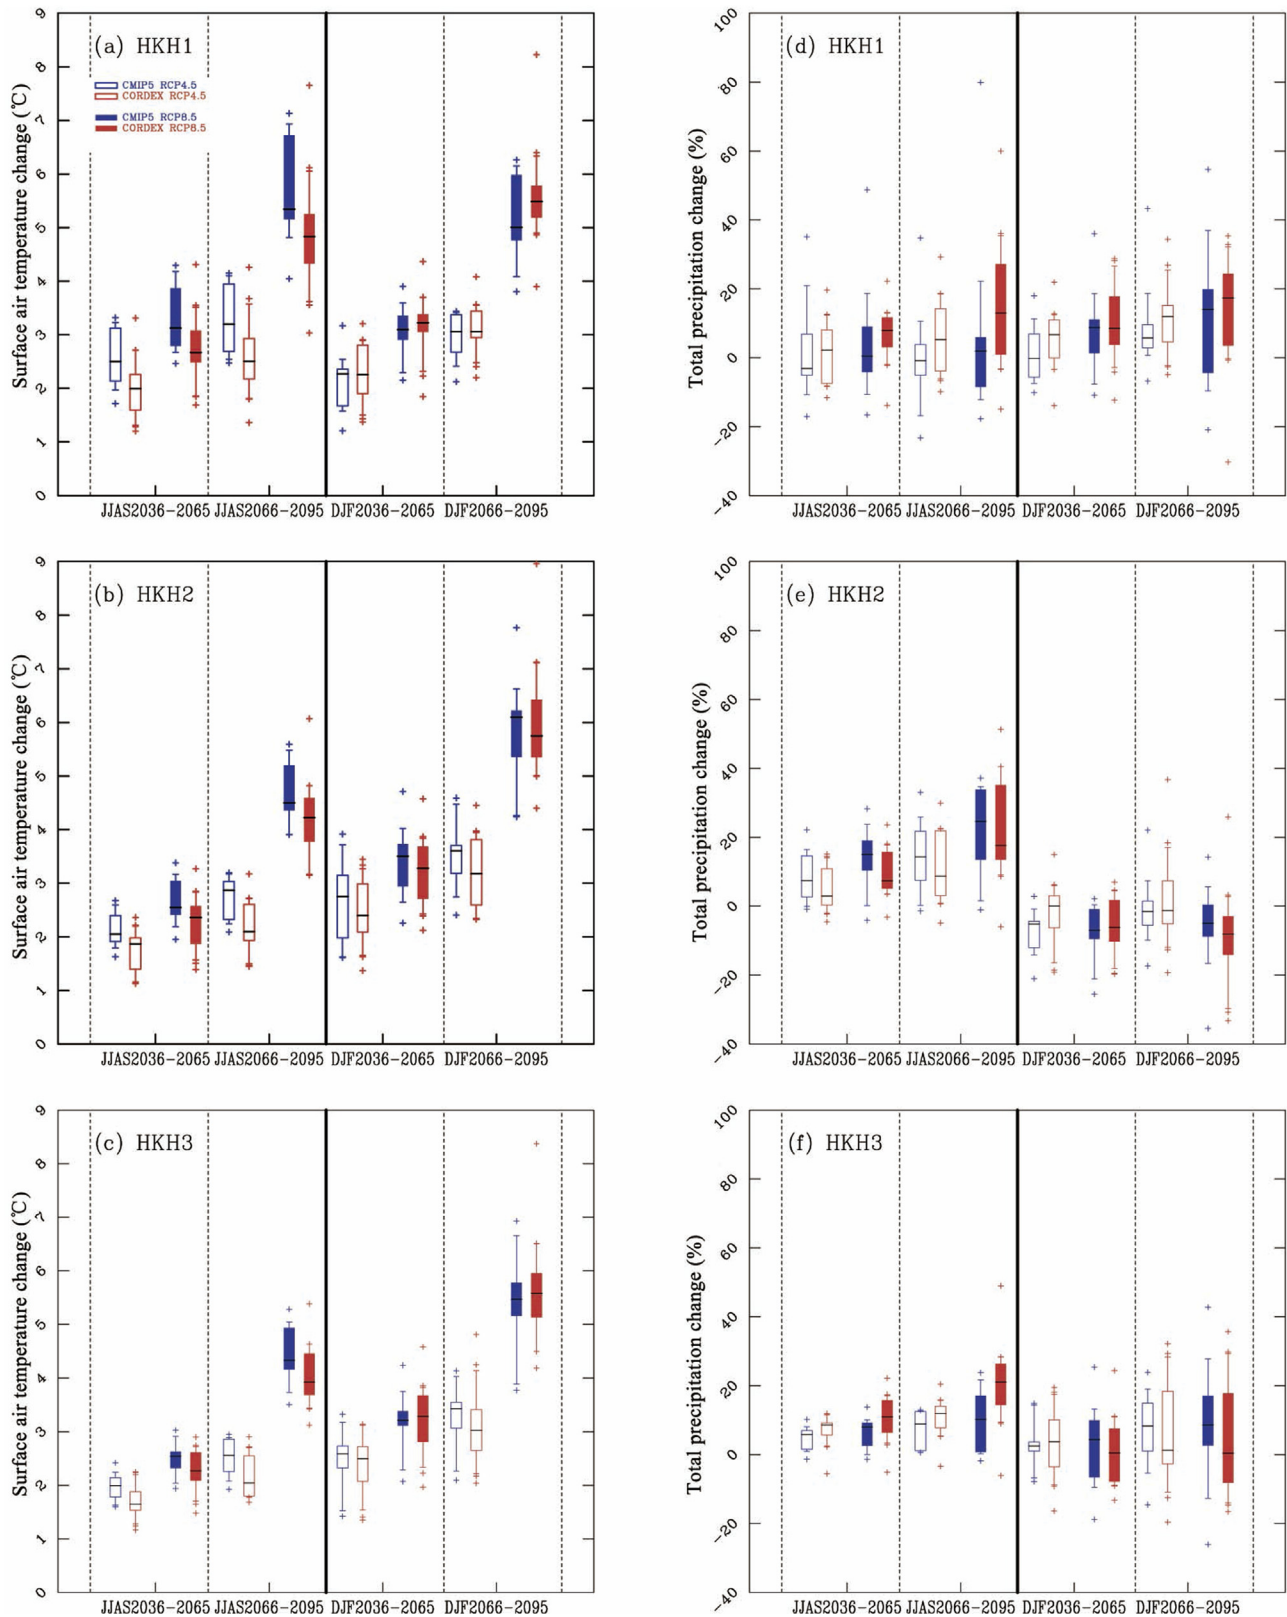 (a) HKH1
CMIP5 RCP4.5
CORDEX RCP4.5
CMIP5 RCP8.5
CORDEX RCP8.5
Surface air temperature change (℃)
9
8
7
6
5
4
3
2
1
0
JJAS2036-2065 JJAS2066-2095 DJF2036-2065 DJF2066-2095
(d) HKH1
Total precipitation change (%)
100
80
60
40
20
0
-20
-40
JJAS2036-2065 JJAS2066-2095 DJF2036-2065 DJF2066-2095
(b) HKH2
Surface air temperature change (℃)
9
8
7
6
5
4
3
2
1
0
JJAS2036-2065 JJAS2066-2095 DJF2036-2065 DJF2066-2095
(e) HKH2
Total precipitation change (%)
100
80
60
40
20
0
-20
-40
JJAS2036-2065 JJAS2066-2095 DJF2036-2065 DJF2066-2095
(c) HKH3
Surface air temperature change (℃)
9
8
7
6
5
4
3
2
1
0
JJAS2036-2065 JJAS2066-2095 DJF2036-2065 DJF2066-2095
(f) HKH3
Total precipitation change (%)
100
80
60
40
20
0
-20
-40
JJAS2036-2065 JJAS2066-2095 DJF2036-2065 DJF2066-2095